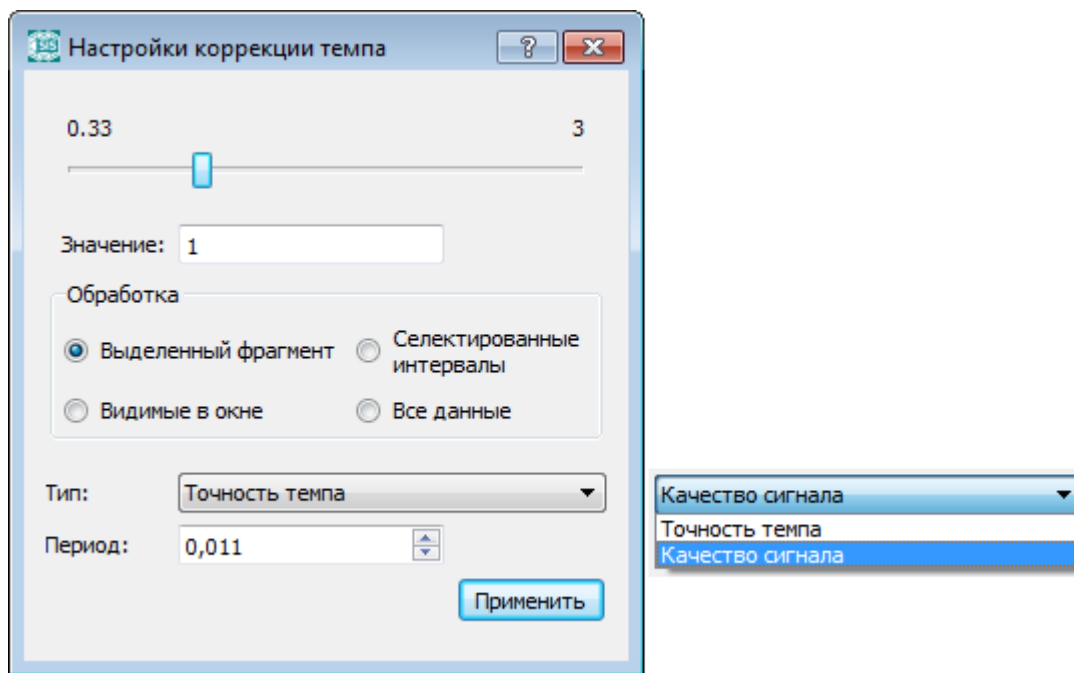 Настройки коррекции темпа
0.33 3
Значение: 1
Обработка
Выделенный фрагмент
Селектированные
интервалы
Видимые в окне
Все данные
Тип: Точность темпа
Период: 0,011
Применить
Качество сигнала
Точность темпа
Качество сигнала